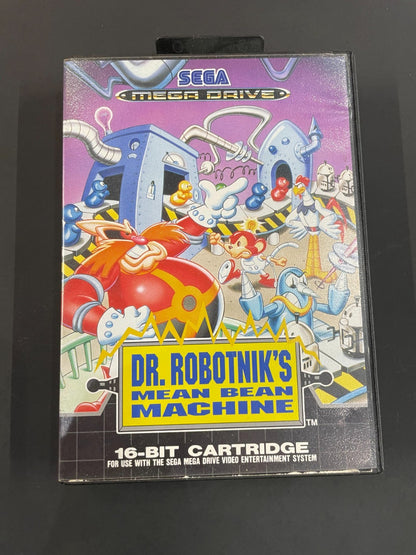 SEGA
MEGA DRIVE
DR. ROBOTNIK'S
MEAN BEAN
MACHINE
TM
16-BIT CARTRIDGE
FOR USE WITH THE SEGA MEGA DRIVE VIDEO ENTERTAINMENT SYSTEM